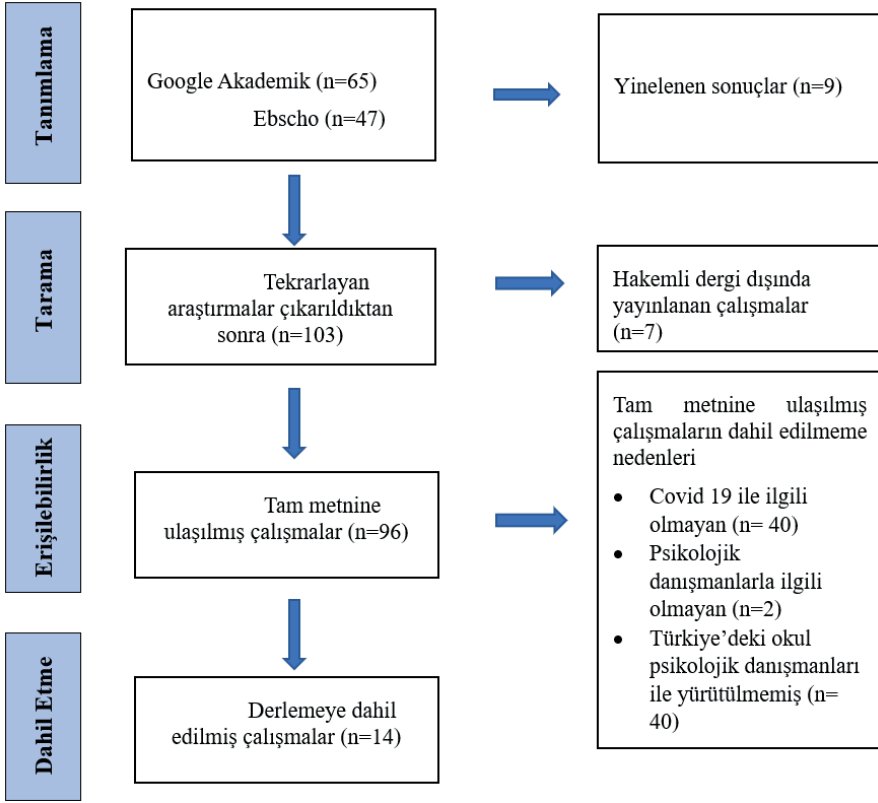 Tanımlama
Google Akademik (n=65)
Ebscho (n=47)
Yinelenen sonuçlar (n=9)
Tarama
Tekrarlayan
araştırmalar çıkarıldıktan
sonra (n=103)
Hakemli dergi dışında
yayınlanan çalışmalar
(n=7)
Erişilebilirlik
Tam metnine
ulaşılmış çalışmalar (n=96)
Tam metnine ulaşılmış
çalışmaların dahil edilmeme
nedenleri
• Covid 19 ile ilgili
olmayan (n= 40)
• Psikolojik
danışmanlarla ilgili
olmayan (n=2)
• Türkiye’deki okul
psikolojik danışmanları
ile yürütülmemiş (n=
40)
Dahil Etme
Derlemeye dahil
edilmiş çalışmalar (n=14)